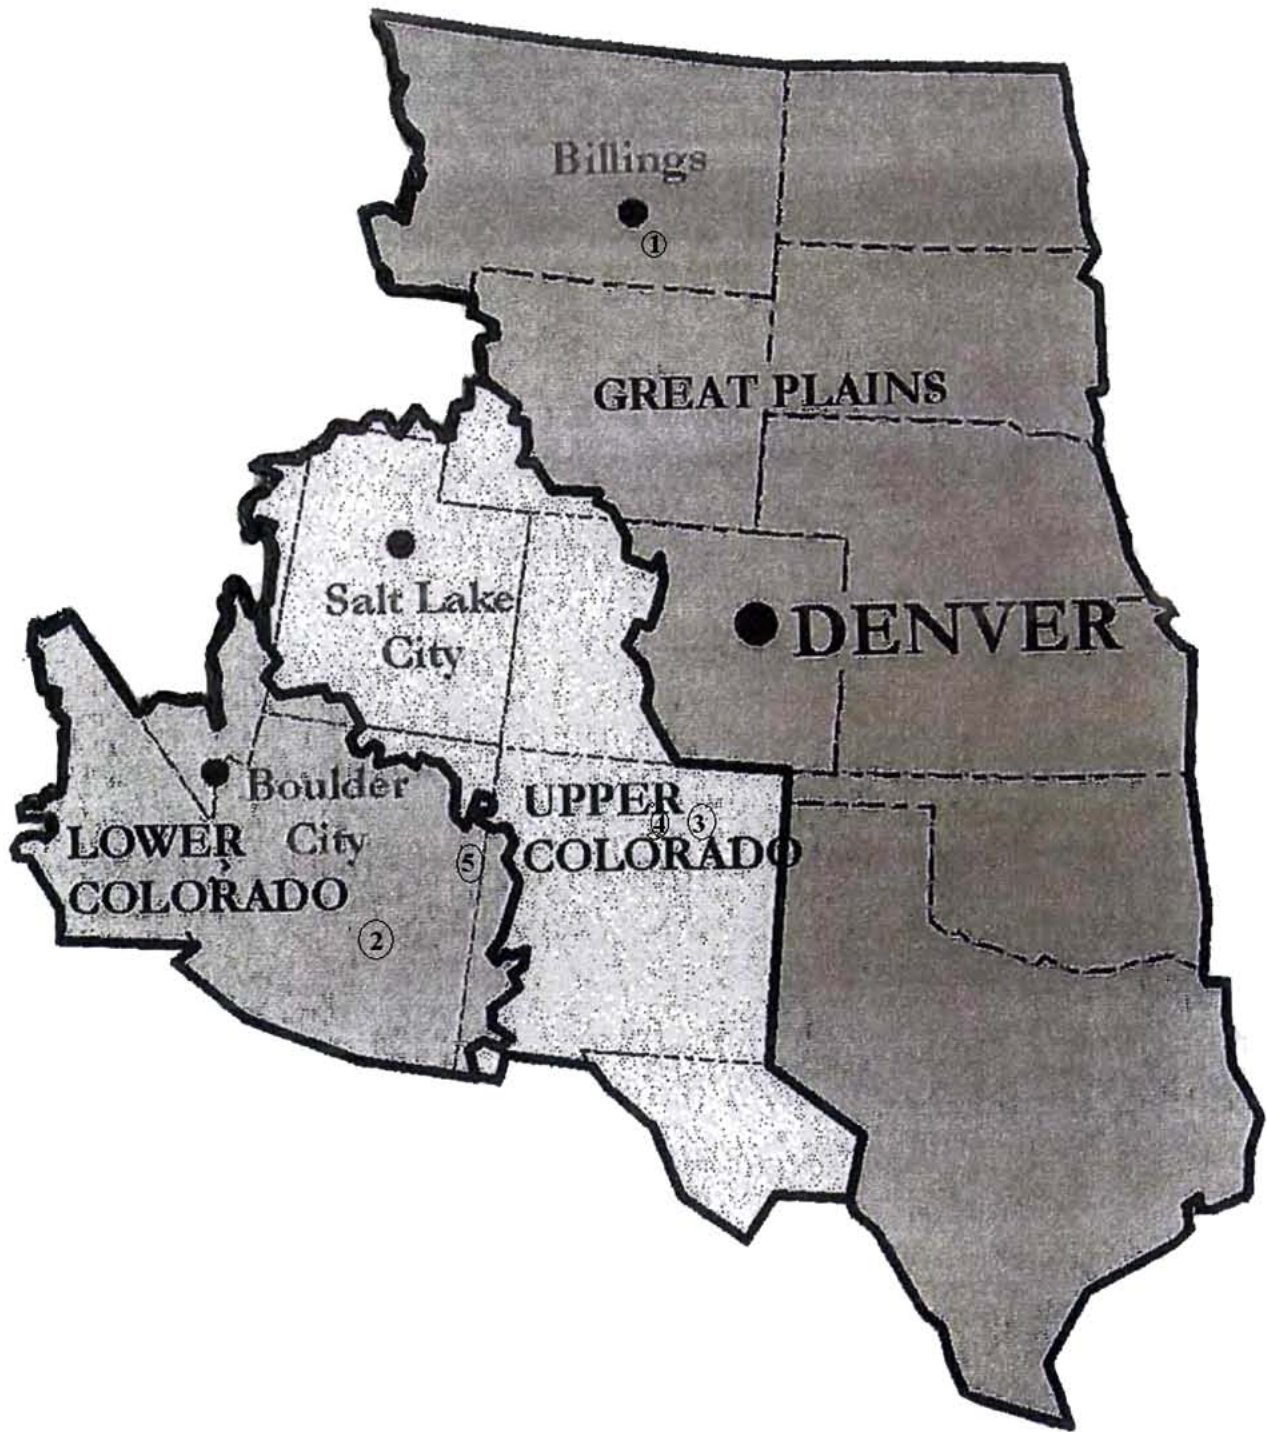 Billings
①
GREAT PLAINS
Salt Lake
City
DENVER
Boulder
City
LOWER
COLORADO
UPPER
COLORADO
④
③
⑤
②